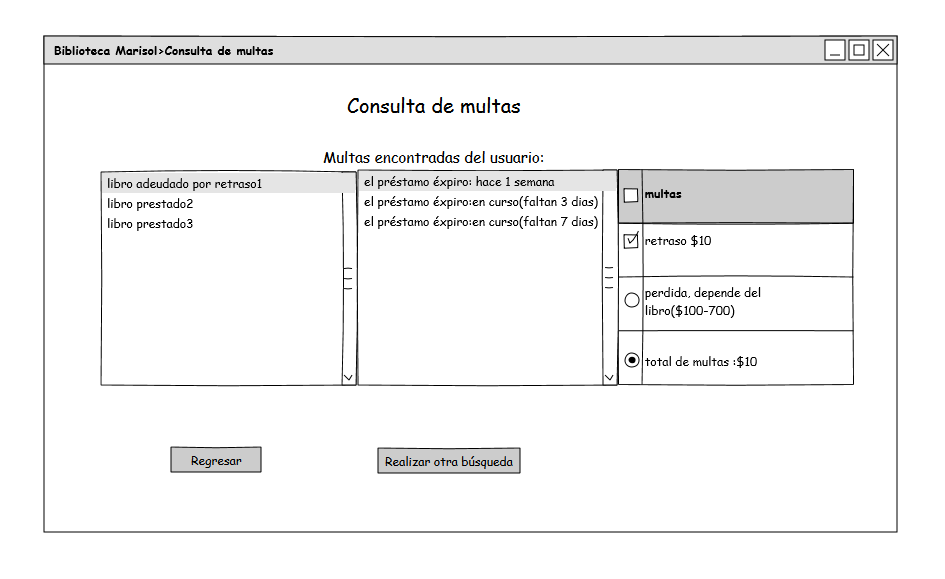 Biblioteca Marisol>Consulta de multas
Consulta de multas
Multas encontradas del usuario:
libro adeudado por retraso1
libro prestado2
libro prestado3
el préstamo éxpiro: hace 1 semana
el préstamo éxpiro:en curso(faltan 3 dias)
el préstamo éxpiro:en curso(faltan 7 dias)
multas
retraso $10
perdida, depende del
libro($100-700)
total de multas :$10
Regresar
Realizar otra búsqueda